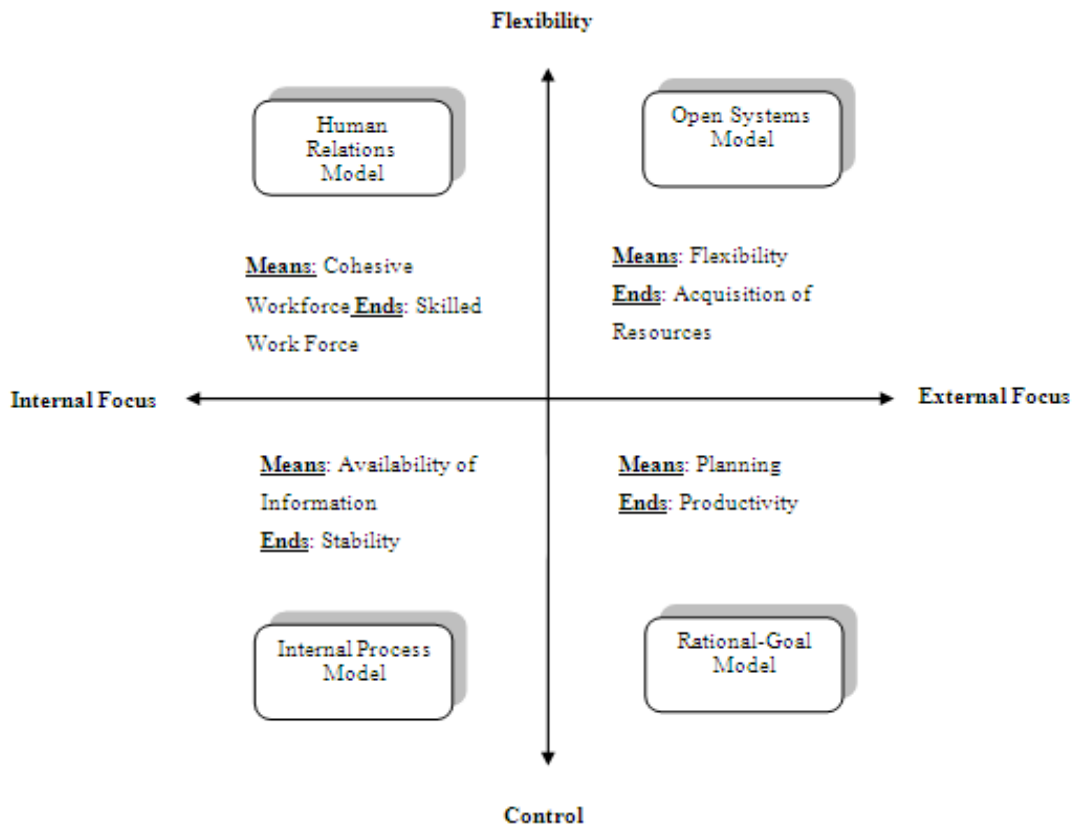 Flexibility
Human
Relations
Model
Open Systems
Model
Means: Cohesive
Workforce Ends: Skilled
Work Force
Means: Flexibility
Ends: Acquisition of
Resources
Internal Focus
External Focus
Means: Availability of
Information
Ends: Stability
Means: Planning
Ends: Productivity
Internal Process
Model
Rational-Goal
Model
Control